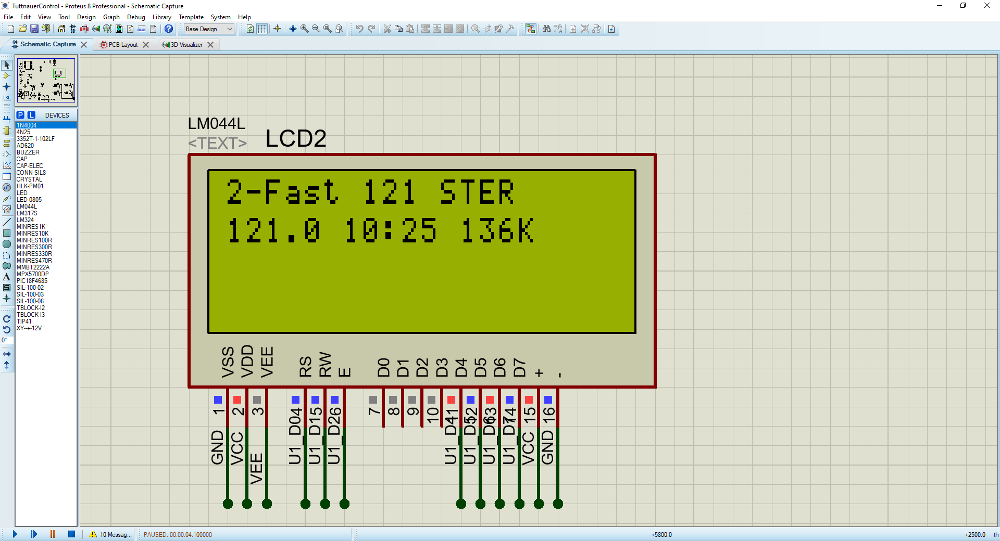 TuttnauerControl - Proteus 8 Professional - Schematic Capture
File Edit View Tool Design Graph Debug Library Template System Help
Base Design
Schematic Capture PCB Layout 3D Visualizer
P L DEVICES
1N4004
4N25
3352T-1-102LF
AD620
BUZZER
CAP
CAP-ELEC
CONN-SIL8
CRYSTAL
HLK-PM01
LED
LED-0805
LM044L
LM317S
LM324
MINRES1K
MINRES10K
MINRES100R
MINRES300R
MINRES330R
MINRES470R
MMBT2222A
MPX5700DP
PIC18F4685
SIL-100-02
SIL-100-03
SIL-100-06
TBLOCK-I2
TBLOCK-I3
TIP41
XY-+-12V
LBL
A
S
0°
LM044L
<TEXT>
LCD2
2-Fast 121 STER
121.0 10:25 136K
VSS VDD VEE RS RW E D0 D1 D2 D3 D4 D5 D6 D7 + -
1 2 3 4 5 6 7 8 9 10 11 12 13 14 15 16
GND VCC VEE U1_D0 U1_D1 U1_D2 U1_D4 U1_D5 U1_D6 U1_D7 VCC GND
10 Messag...
PAUSED: 00:00:04.100000
+5800.0
+2500.0 th